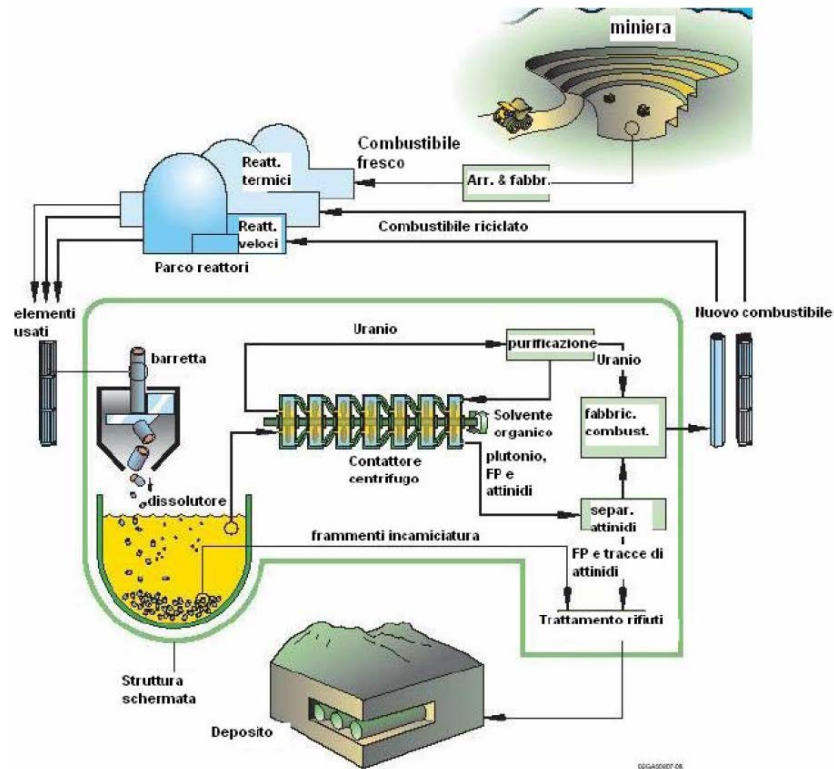 miniera
Combustibile
fresco
Reatt.
termici
Arr. & fabbr.
Reatt.
veloci
Combustibile riciclato
Parco reattori
elementi
usati
Nuovo combustibile
Uranio
purificazione
Uranio
barretta
Solvente
organico
fabbric.
combust.
Contattore
centrifugo
plutonio,
FP e
attinidi
dissolutore
separ.
attinidi
frammenti incamiciatura
FP e tracce di
attinidi
Trattamento rifiuti
Struttura
schermata
Deposito